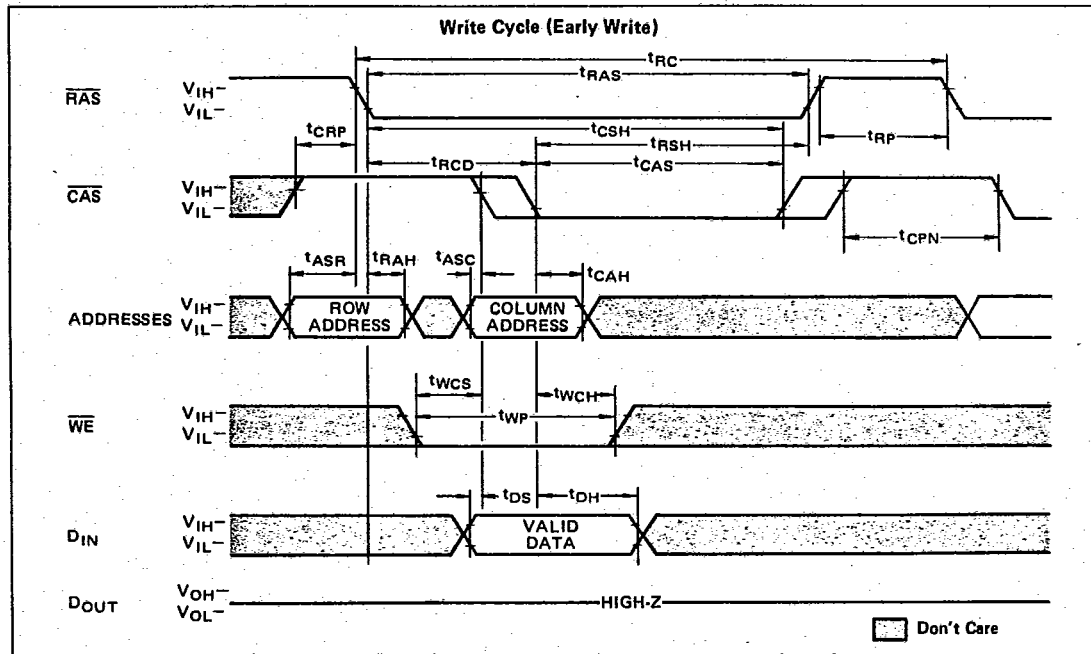 Write Cycle (Early Write)
tRC
tRAS
RAS
VIH
VIL
tCRP
tCSH
tRSH
tRP
tRCD
tCAS
CAS
VIH
VIL
tCPN
tASR
tRAH
tASC
tCAH
ADDRESSES
VIH
VIL
ROW
ADDRESS
COLUMN
ADDRESS
tWCS
tWCH
tWP
WE
VIH
VIL
tDS
tDH
DIN
VIH
VIL
VALID
DATA
DOUT
VOH
VOL
HIGH-Z
Don't Care